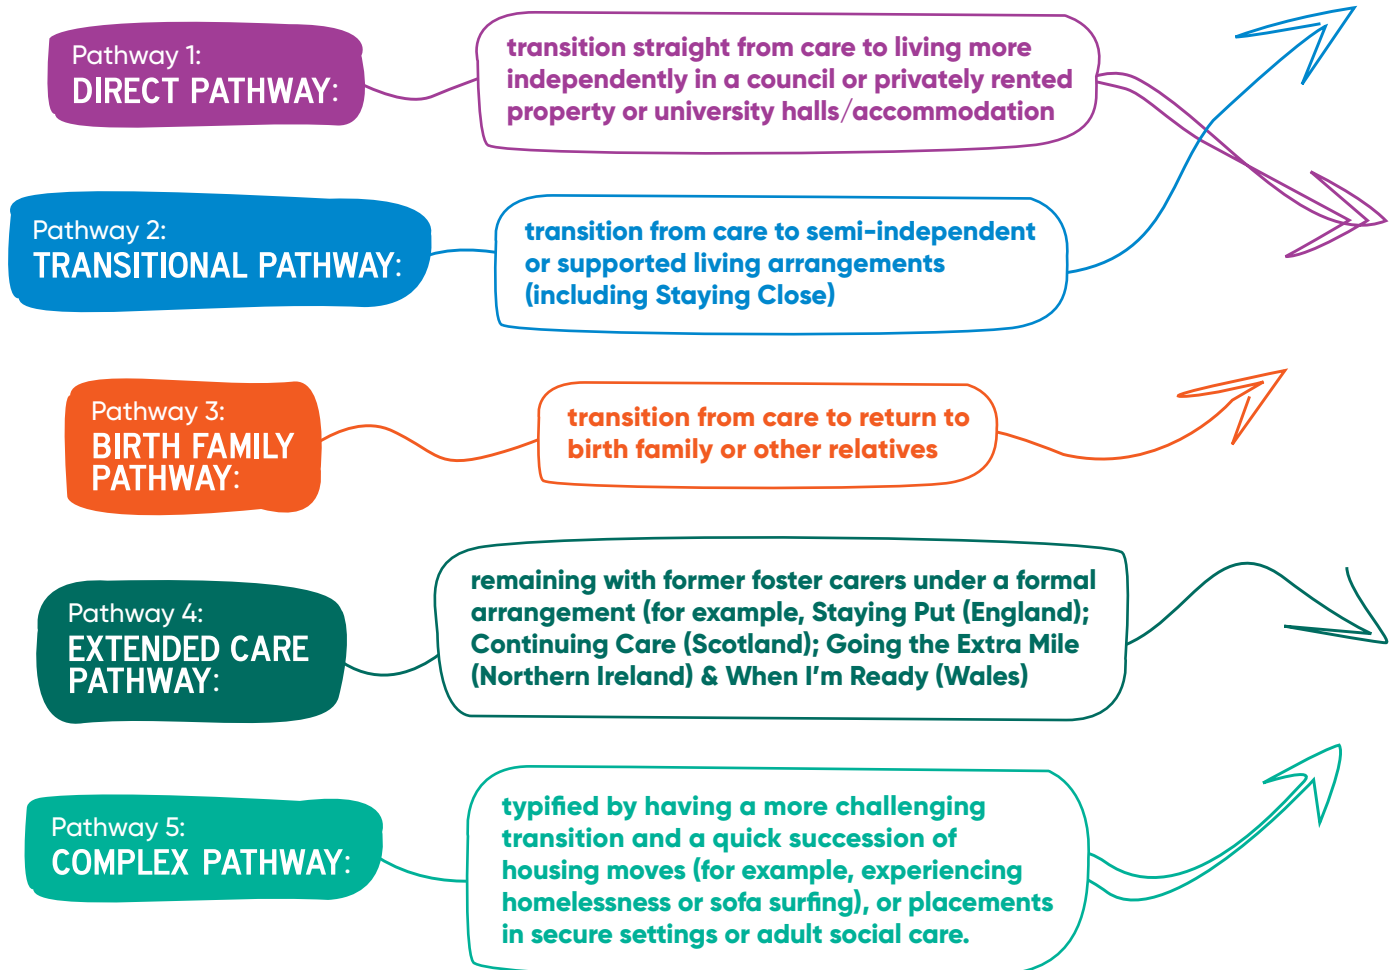 Pathway 1:
DIRECT PATHWAY:
transition straight from care to living more
independently in a council or privately rented
property or university halls/accommodation
Pathway 2:
TRANSITIONAL PATHWAY:
transition from care to semi-independent
or supported living arrangements
(including Staying Close)
Pathway 3:
BIRTH FAMILY
PATHWAY:
transition from care to return to
birth family or other relatives
Pathway 4:
EXTENDED CARE
PATHWAY:
remaining with former foster carers under a formal
arrangement (for example, Staying Put (England);
Continuing Care (Scotland); Going the Extra Mile
(Northern Ireland) & When I'm Ready (Wales)
Pathway 5:
COMPLEX PATHWAY:
typified by having a more challenging
transition and a quick succession of
housing moves (for example, experiencing
homelessness or sofa surfing), or placements
in secure settings or adult social care.